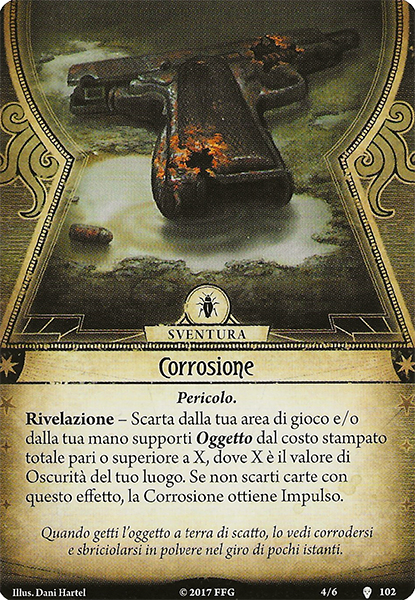 SVENTURA
Corrosione
Pericolo.
Rivelazione – Scarta dalla tua area di gioco e/o
dalla tua mano supporti Oggetto dal costo stampato
totale pari o superiore a X, dove X è il valore di
Oscurità del tuo luogo. Se non scarti carte con
questo effetto, la Corrosione ottiene Impulso.
Quando getti l'oggetto a terra di scatto, lo vedi corrodersi
e sbriciolarsi in polvere nel giro di pochi istanti.
Illus. Dani Hartel © 2017 FFG 4/6 102